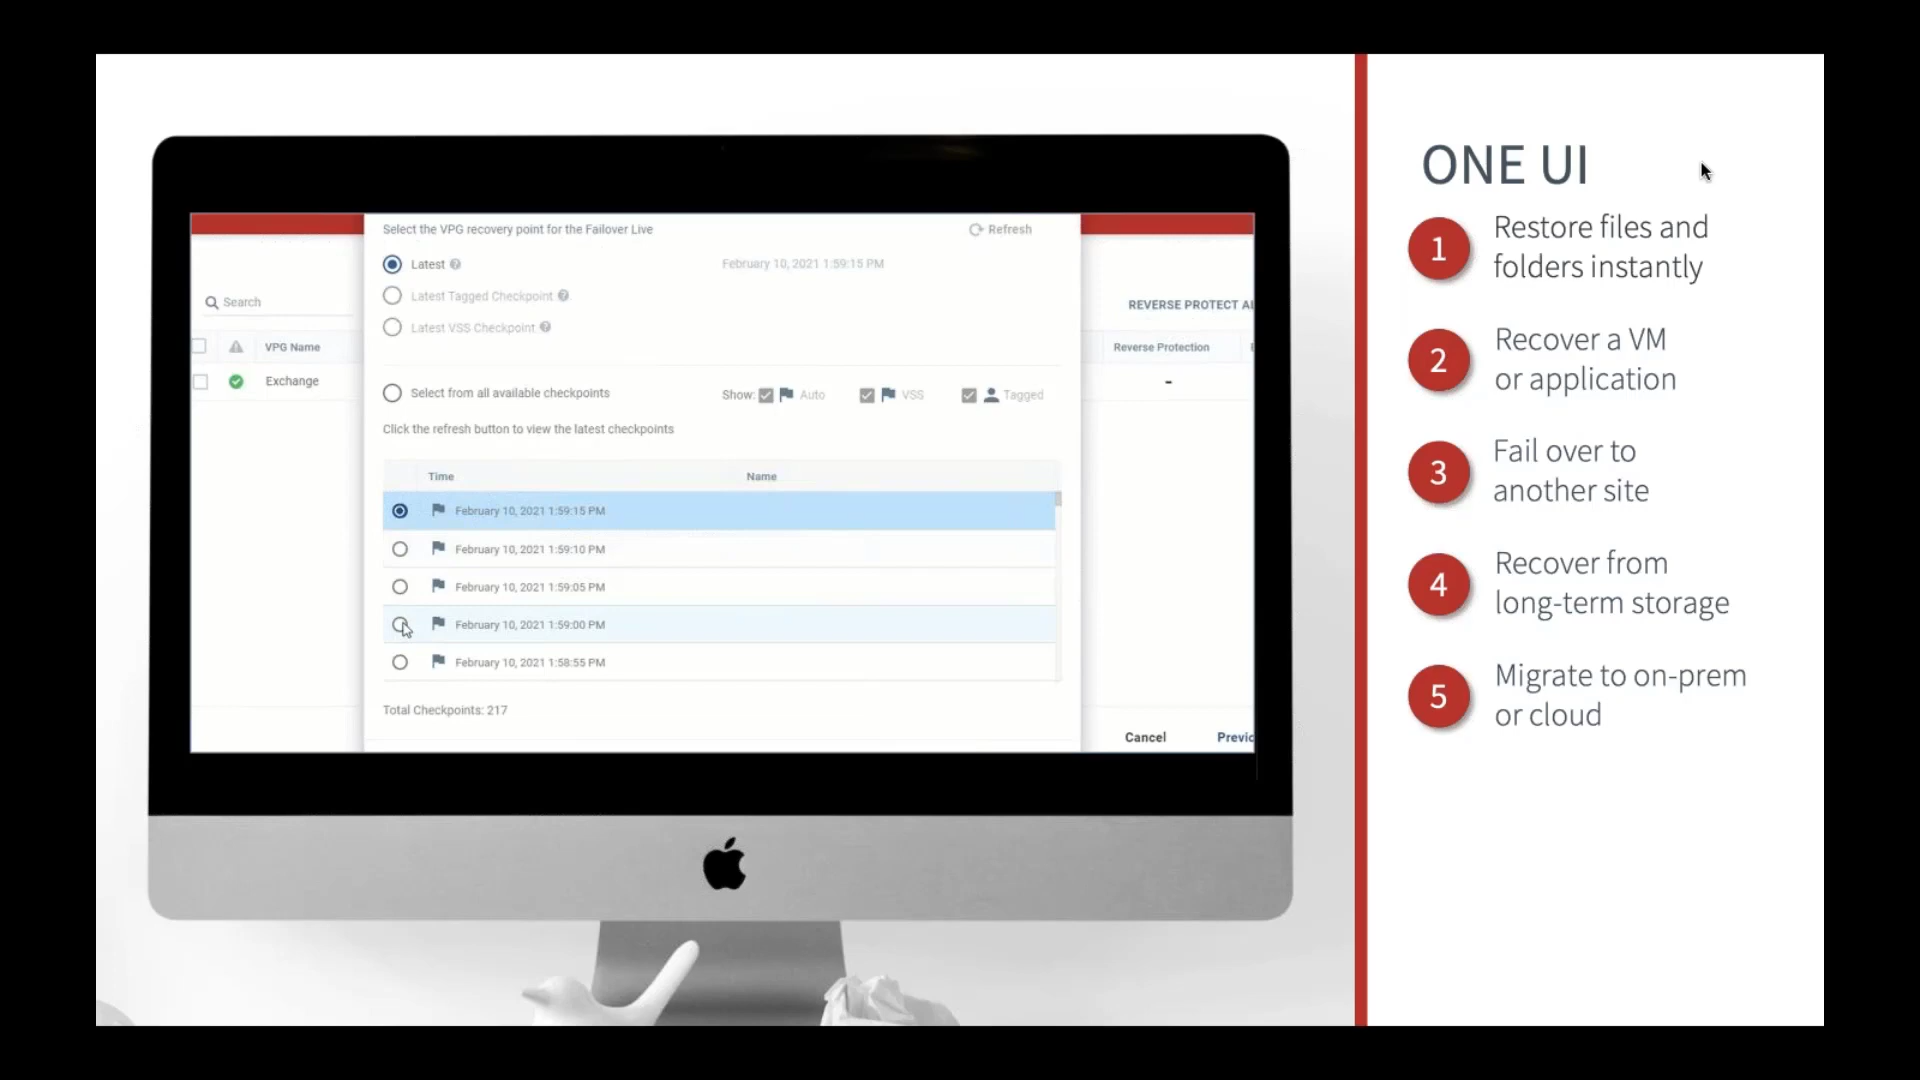 Select the VPG recovery point for the Failover Live
Refresh
Latest
February 10, 2021 1:59:15 PM
Latest Tagged Checkpoint
Latest VSS Checkpoint
Search
REVERSE PROTECT AL
VPG Name
Reverse Protection
Exchange
-
Select from all available checkpoints
Show:
Auto
VSS
Tagged
Click the refresh button to view the latest checkpoints
Time
Name
February 10, 2021 1:59:15 PM
February 10, 2021 1:59:10 PM
February 10, 2021 1:59:05 PM
February 10, 2021 1:59:00 PM
February 10, 2021 1:58:55 PM
Total Checkpoints: 217
Cancel
Previo
ONE UI
1
Restore files and
folders instantly
2
Recover a VM
or application
3
Fail over to
another site
4
Recover from
long-term storage
5
Migrate to on-prem
or cloud